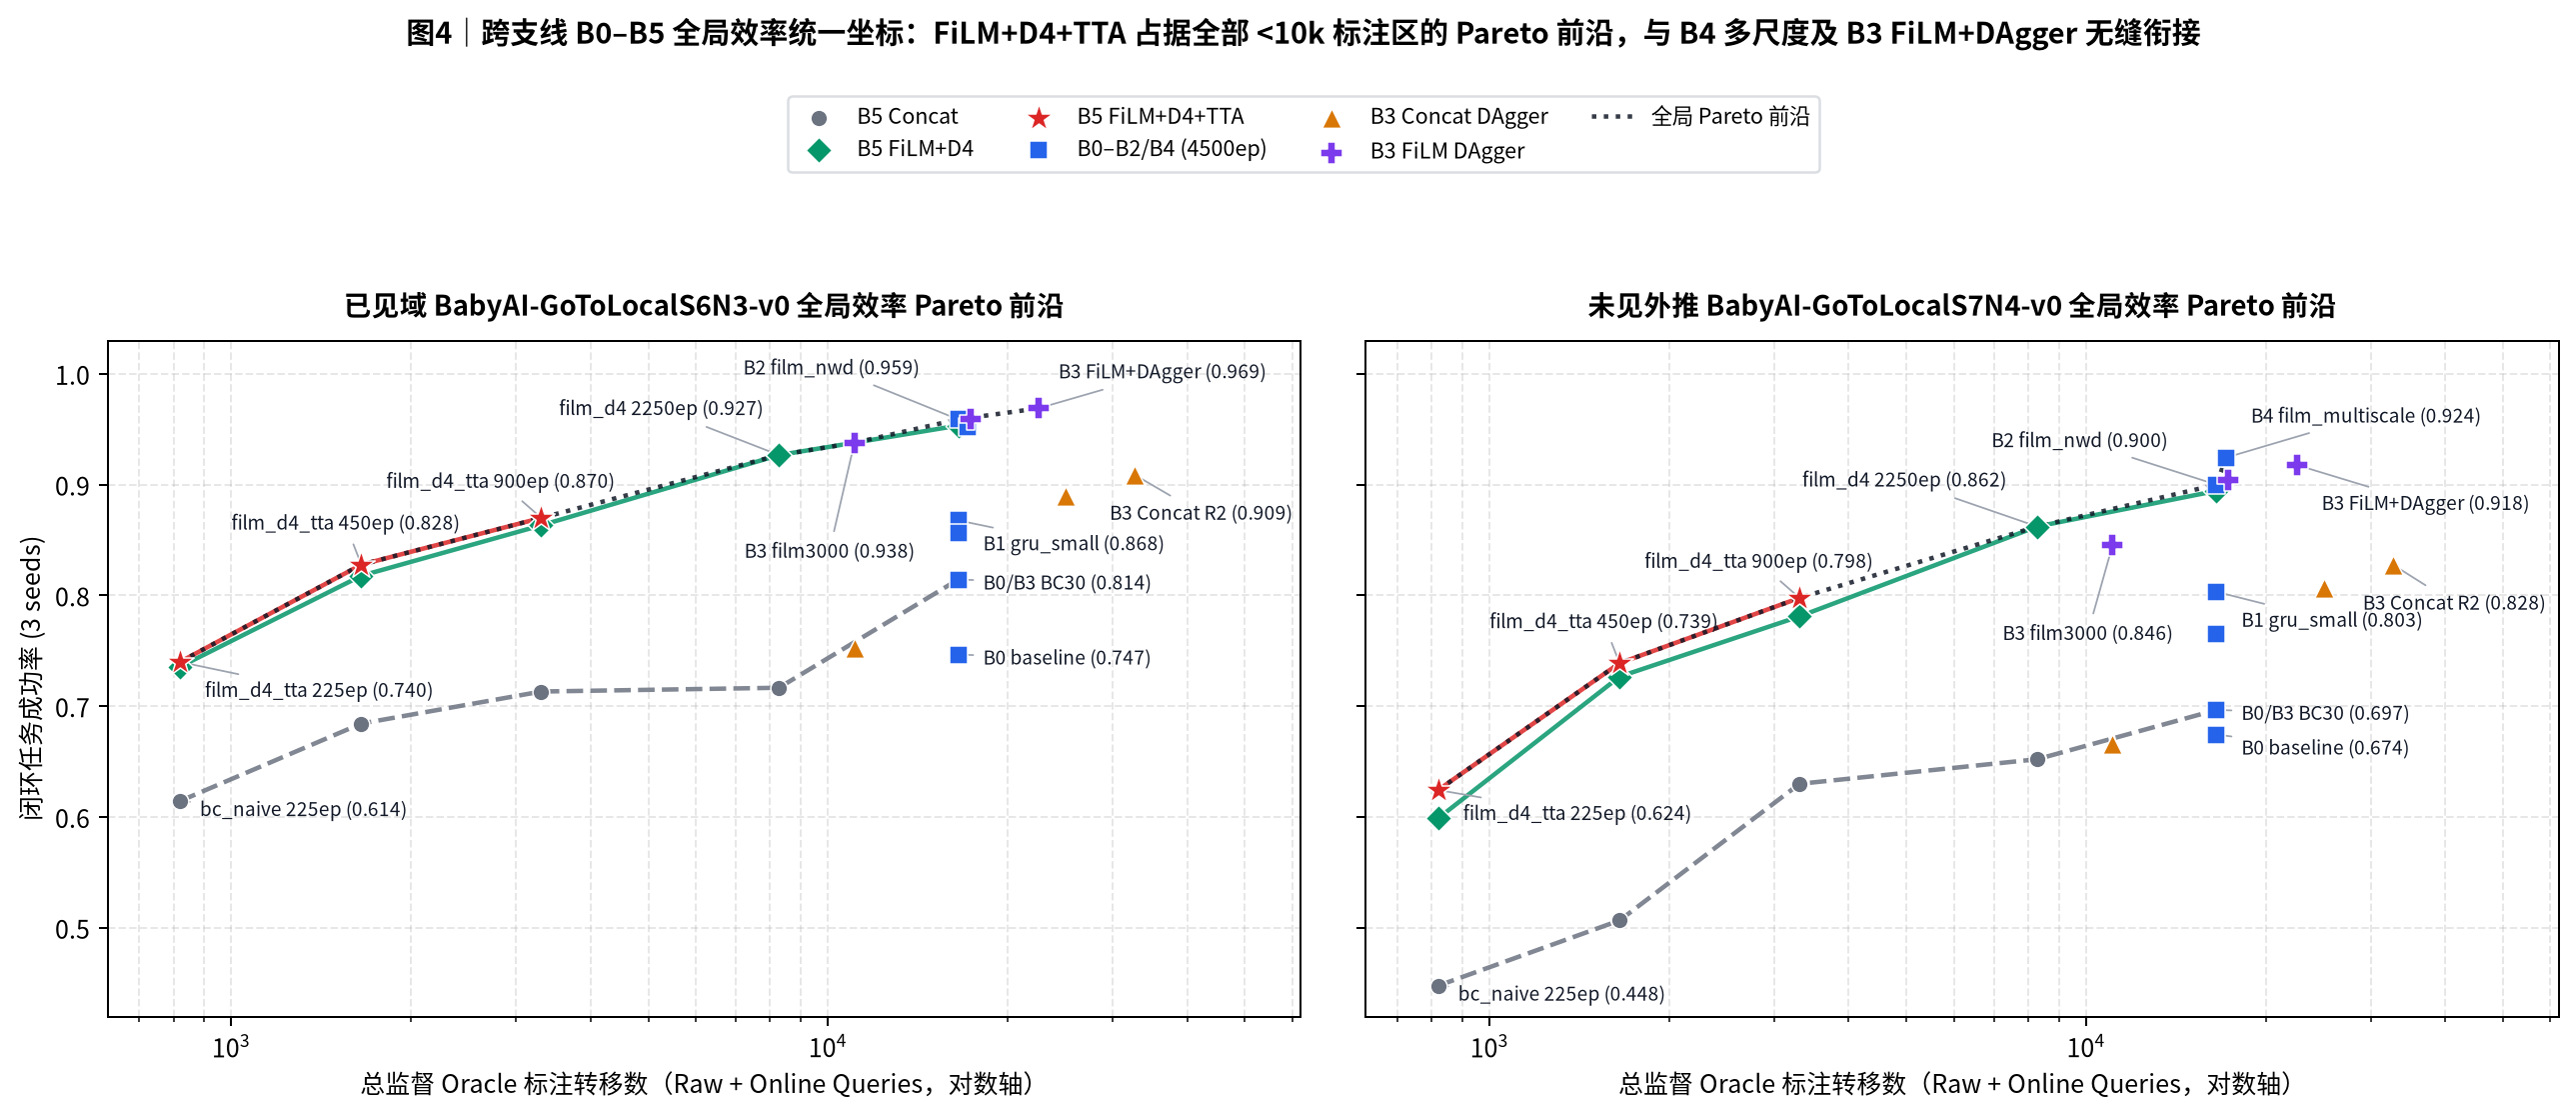 图4｜跨支线 B0–B5 全局效率统一坐标：FiLM+D4+TTA 占据全部 <10k 标注区的 Pareto 前沿，与 B4 多尺度及 B3 FiLM+DAgger 无缝衔接
B5 Concat
B5 FiLM+D4
B5 FiLM+D4+TTA
B0–B2/B4 (4500ep)
B3 Concat DAgger
B3 FiLM DAgger
全局 Pareto 前沿
已见域 BabyAI-GoToLocalS6N3-v0 全局效率 Pareto 前沿
B2 film_nwd (0.959)
B3 FiLM+DAgger (0.969)
film_d4 2250ep (0.927)
film_d4_tta 900ep (0.870)
film_d4_tta 450ep (0.828)
B3 Concat R2 (0.909)
B1 gru_small (0.868)
B3 film3000 (0.938)
B0/B3 BC30 (0.814)
B0 baseline (0.747)
film_d4_tta 225ep (0.740)
bc_naive 225ep (0.614)
1.0
0.9
0.8
0.7
0.6
0.5
闭环任务成功率 (3 seeds)
10³
10⁴
总监督 Oracle 标注转移数（Raw + Online Queries，对数轴）
未见外推 BabyAI-GoToLocalS7N4-v0 全局效率 Pareto 前沿
B4 film_multiscale (0.924)
B2 film_nwd (0.900)
film_d4 2250ep (0.862)
B3 FiLM+DAgger (0.918)
film_d4_tta 900ep (0.798)
B3 Concat R2 (0.828)
film_d4_tta 450ep (0.739)
B1 gru_small (0.803)
B3 film3000 (0.846)
B0/B3 BC30 (0.697)
B0 baseline (0.674)
film_d4_tta 225ep (0.624)
bc_naive 225ep (0.448)
10³
10⁴
总监督 Oracle 标注转移数（Raw + Online Queries，对数轴）